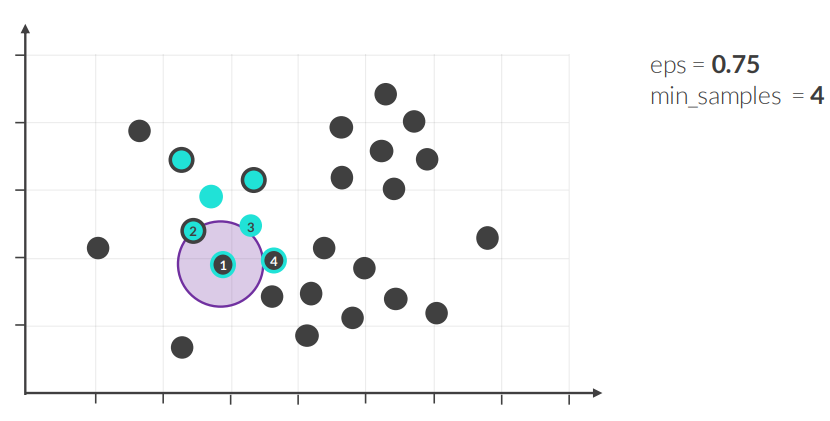 eps = 0.75
min_samples = 4
2
3
1
4